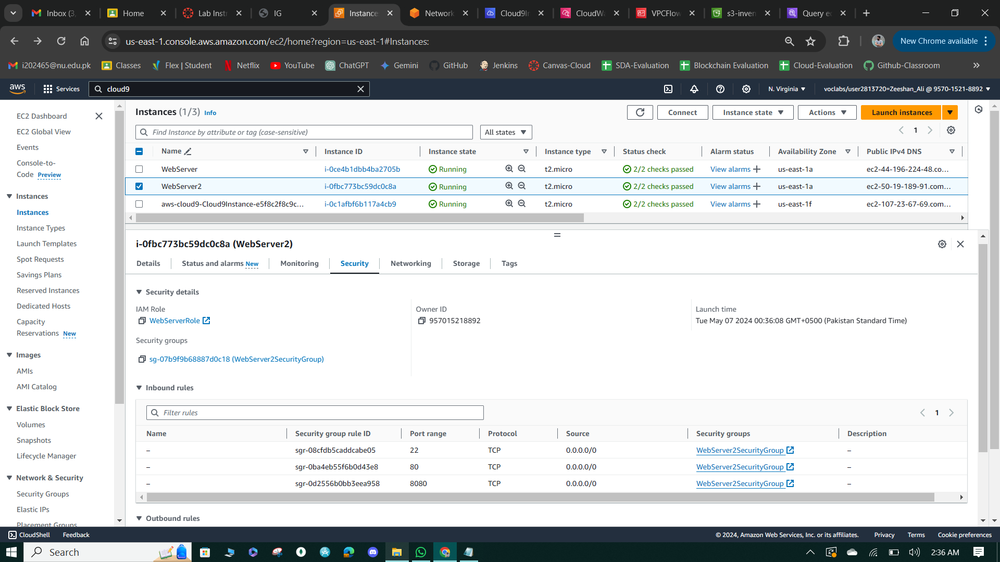 Inbox (3,
Home
Lab Instr
IG
Instance
Network
Cloud9In
CloudWa
VPCFlow
s3-inven
Query e
us-east-1.console.aws.amazon.com/ec2/home?region=us-east-1#Instances:
New Chrome available
i202465@nu.edu.pk
Classes
Flex | Student
Netflix
YouTube
ChatGPT
Gemini
GitHub
Jenkins
Canvas-Cloud
SDA-Evaluation
Blockchain Evaluation
Cloud-Evaluation
Github-Classroom
aws
Services
cloud9
N. Virginia
voclabs/user2813720=Zeeshan_Ali @ 9570-1521-8892
EC2 Dashboard
EC2 Global View
Events
Console-to-
Code Preview
Instances
Instances
Instance Types
Launch Templates
Spot Requests
Savings Plans
Reserved Instances
Dedicated Hosts
Capacity
Reservations New
Images
AMIs
AMI Catalog
Elastic Block Store
Volumes
Snapshots
Lifecycle Manager
Network & Security
Security Groups
Elastic IPs
Placement Groups
Instances (1/3) Info
Connect
Instance state
Actions
Launch instances
Find Instance by attribute or tag (case-sensitive)
All states
1
Name Instance ID Instance state Instance type Status check Alarm status Availability Zone Public IPv4 DNS
WebServer i-0ce4b1dbb4ba2705b Running t2.micro 2/2 checks passed View alarms us-east-1a ec2-44-196-224-48.co...
WebServer2 i-0fbc773bc59dc0c8a Running t2.micro 2/2 checks passed View alarms us-east-1a ec2-50-19-189-91.com...
aws-cloud9-Cloud9Instance-e5f8c2f8c9c... i-0c1afbf6b117a4cb9 Running t2.micro 2/2 checks passed View alarms us-east-1f ec2-107-23-67-69.com...
i-0fbc773bc59dc0c8a (WebServer2)
Details
Status and alarms New
Monitoring
Security
Networking
Storage
Tags
Security details
IAM Role
WebServerRole
Owner ID
957015218892
Launch time
Tue May 07 2024 00:36:08 GMT+0500 (Pakistan Standard Time)
Security groups
sg-07b9f9b68887d0c18 (WebServer2SecurityGroup)
Inbound rules
Filter rules
1
Name Security group rule ID Port range Protocol Source Security groups Description
– sgr-08cfdb5caddcabe05 22 TCP 0.0.0.0/0 WebServer2SecurityGroup –
– sgr-0ba4eb55f6b0d43e8 80 TCP 0.0.0.0/0 WebServer2SecurityGroup –
– sgr-0d2556b0bb3eea958 8080 TCP 0.0.0.0/0 WebServer2SecurityGroup –
Outbound rules
CloudShell
Feedback
© 2024, Amazon Web Services, Inc. or its affiliates.
Privacy
Terms
Cookie preferences
Search
2:36 AM